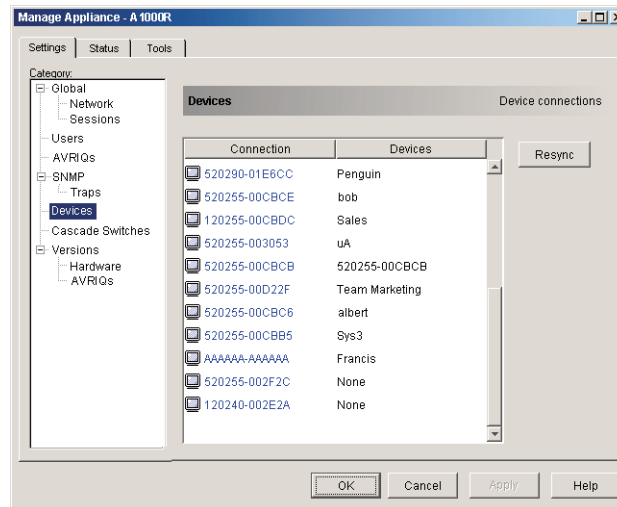 Manage Appliance - A1000R
Settings Status Tools
Category:
Global
Network
Sessions
Users
AVRIQs
SNMP
Traps
Devices
Cascade Switches
Versions
Hardware
AVRIQs
Devices Device connections
Connection Devices
520290-01E6CC Penguin
520255-00CBCE bob
120255-00CBDC Sales
520255-003053 uA
520255-00CBCB 520255-00CBCB
520255-00D22F Team Marketing
520255-00CBC6 albert
520255-00CBB5 Sys3
AAAAAA-AAAAAA Francis
520255-002F2C None
120240-002E2A None
Resync
OK Cancel Apply Help